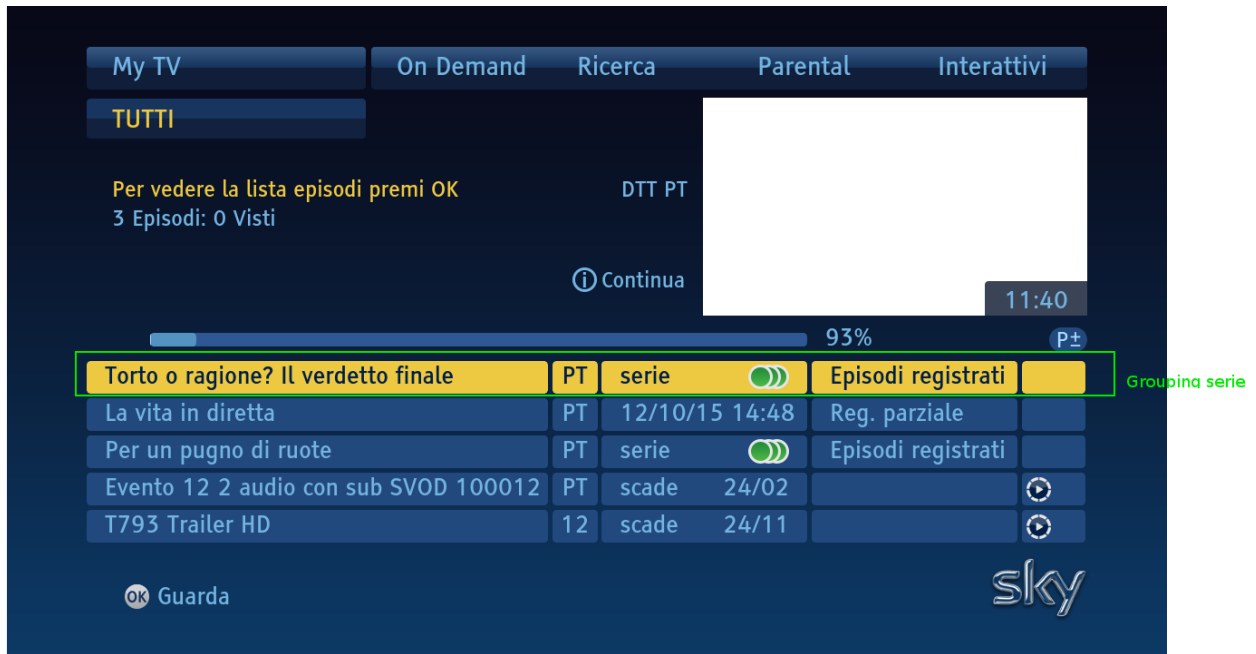 My TV On Demand Ricerca Parental Interattivi
TUTTI
Per vedere la lista episodi premi OK DTT PT
3 Episodi: 0 Visti
i Continua
11:40
93% P±
Torto o ragione? Il verdetto finale PT serie Episodi registrati
Grouping serie
La vita in diretta PT 12/10/15 14:48 Reg. parziale
Per un pugno di ruote PT serie Episodi registrati
Evento 12 2 audio con sub SVOD 100012 PT scade 24/02
T793 Trailer HD 12 scade 24/11
OK Guarda
sky